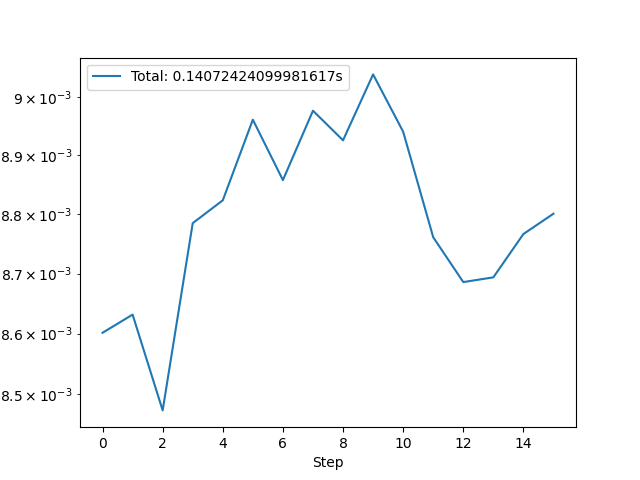 Total: 0.14072424099981617s
9 × 10⁻³
8.9 × 10⁻³
8.8 × 10⁻³
8.7 × 10⁻³
8.6 × 10⁻³
8.5 × 10⁻³
0 2 4 6 8 10 12 14
Step